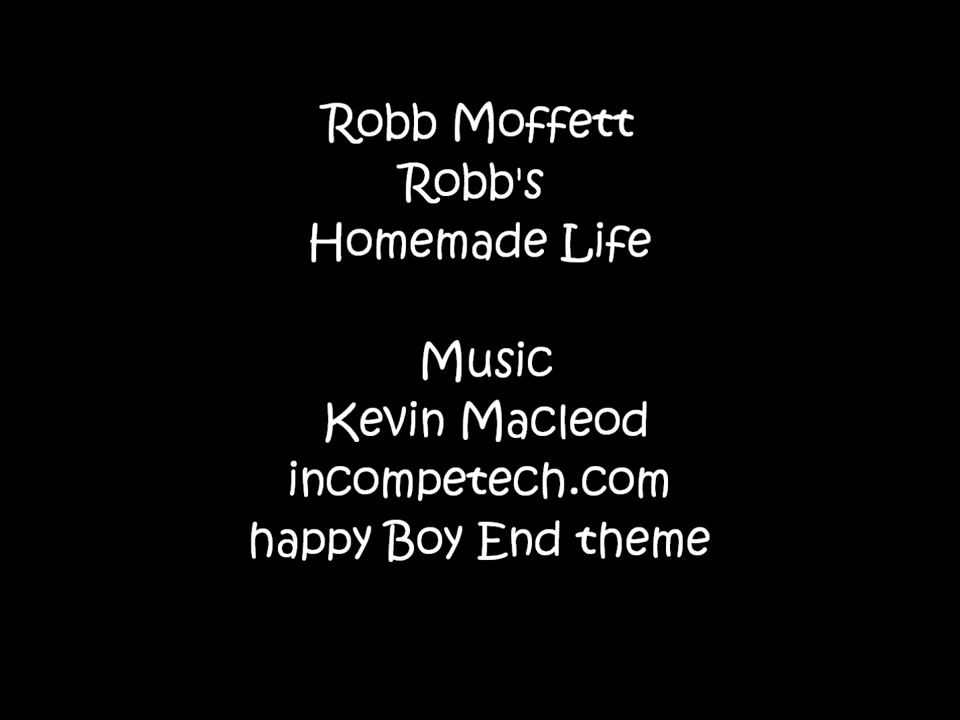 Robb Moffett
Robb's
Homemade Life
Music
Kevin Macleod
incompetech.com
happy Boy End theme